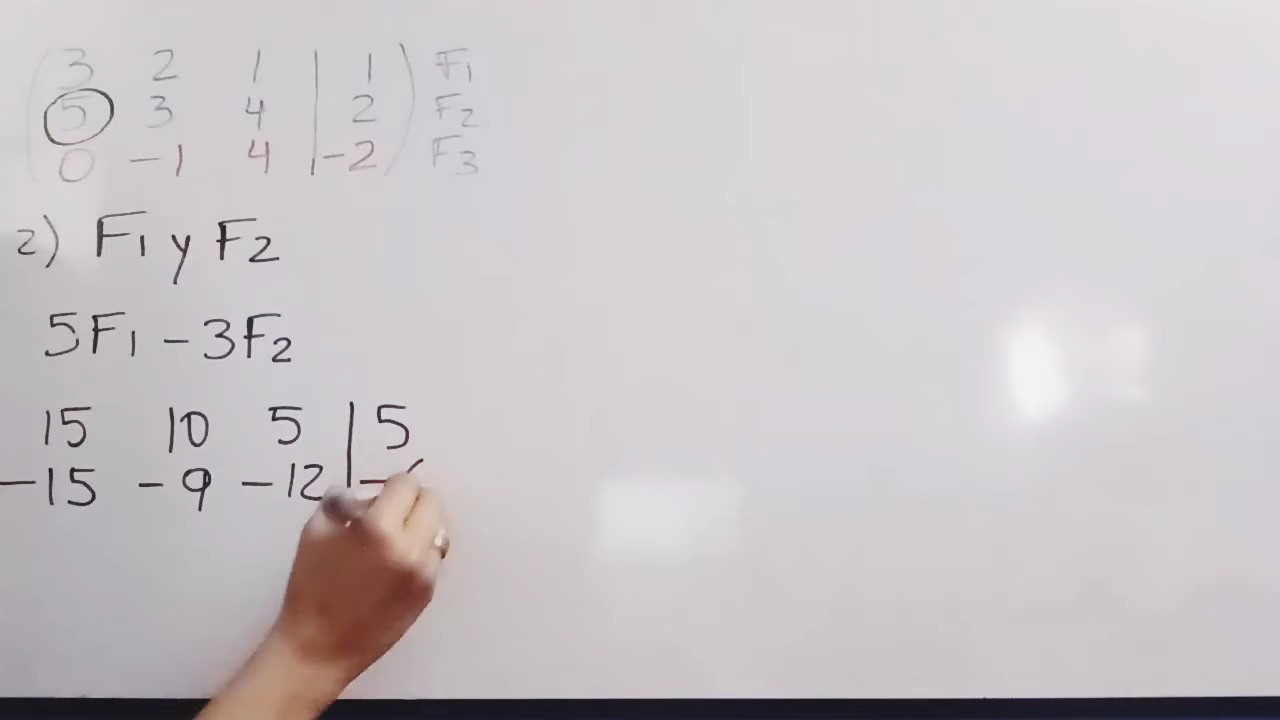 3 2 1 | 1 F1
5 3 4 | 2 F2
0 -1 4 | -2 F3
2) F1 y F2
5F1 - 3F2
15 10 5 | 5
-15 -9 -12 | -